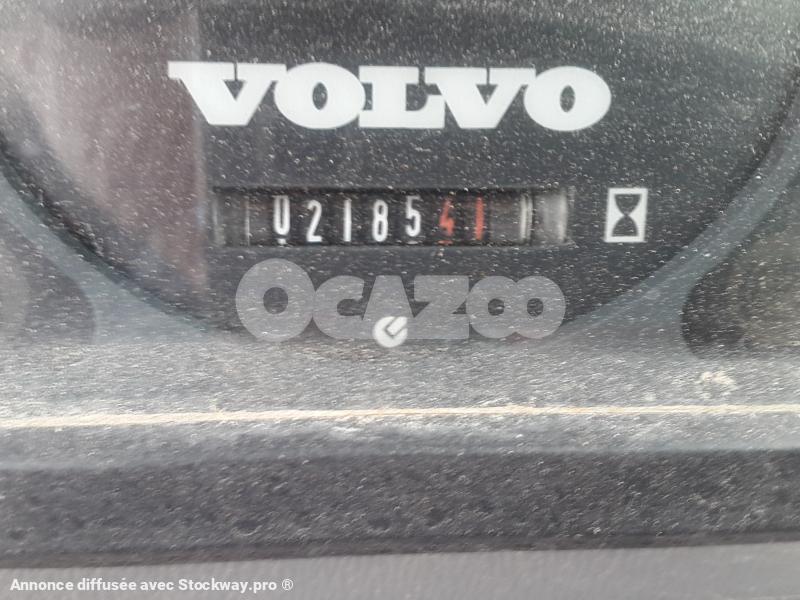 VOLVO
0218541
OCAZOO
Annonce diffusée avec Stockway.pro ®